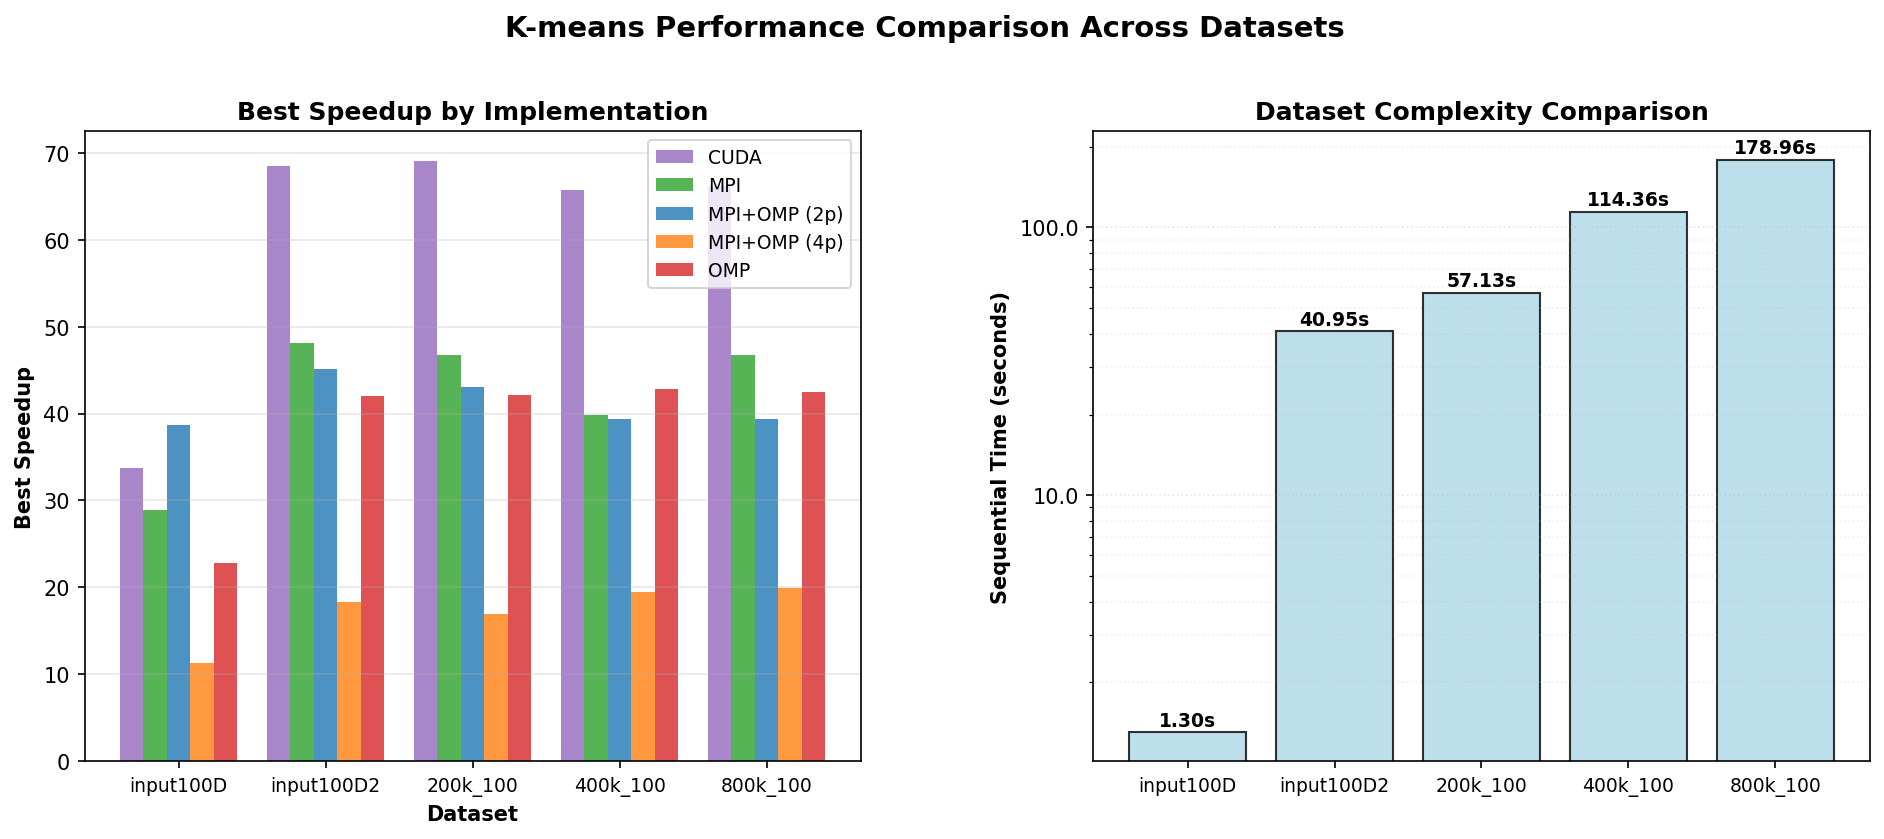 K-means Performance Comparison Across Datasets
Best Speedup by Implementation
Best Speedup
70
60
50
40
30
20
10
0
CUDA
MPI
MPI+OMP (2p)
MPI+OMP (4p)
OMP
input100D
input100D2
200k_100
400k_100
800k_100
Dataset
Dataset Complexity Comparison
Sequential Time (seconds)
100.0
10.0
1.30s
40.95s
57.13s
114.36s
178.96s
input100D
input100D2
200k_100
400k_100
800k_100